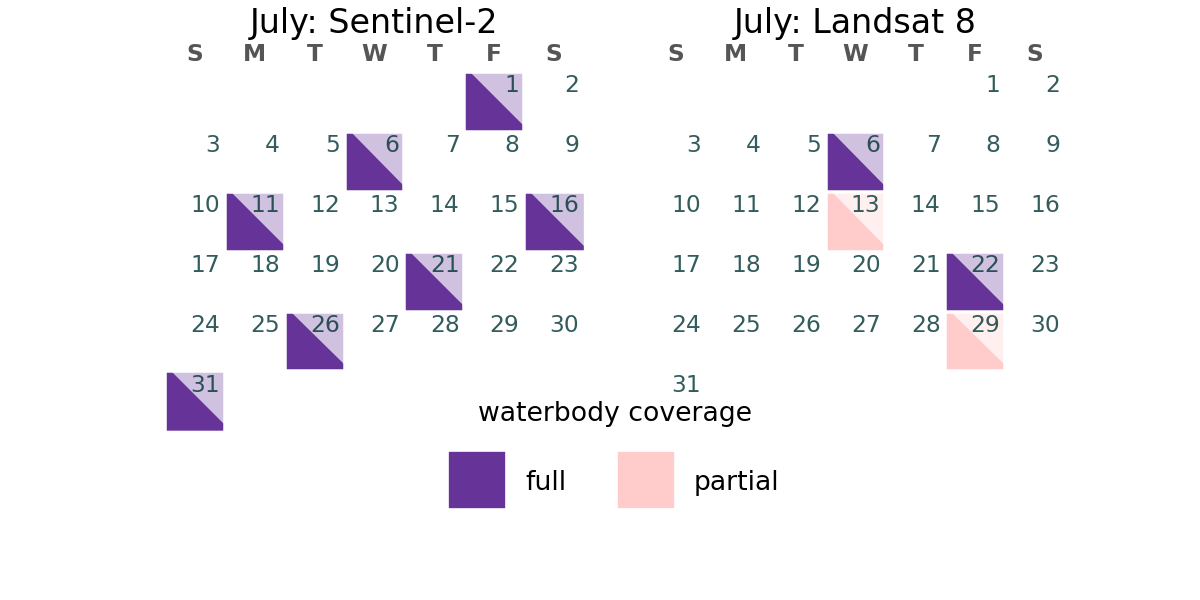 July: Sentinel-2
S M T W T F S
1 2
3 4 5 6 7 8 9
10 11 12 13 14 15 16
17 18 19 20 21 22 23
24 25 26 27 28 29 30
31
July: Landsat 8
S M T W T F S
1 2
3 4 5 6 7 8 9
10 11 12 13 14 15 16
17 18 19 20 21 22 23
24 25 26 27 28 29 30
31
waterbody coverage
full partial